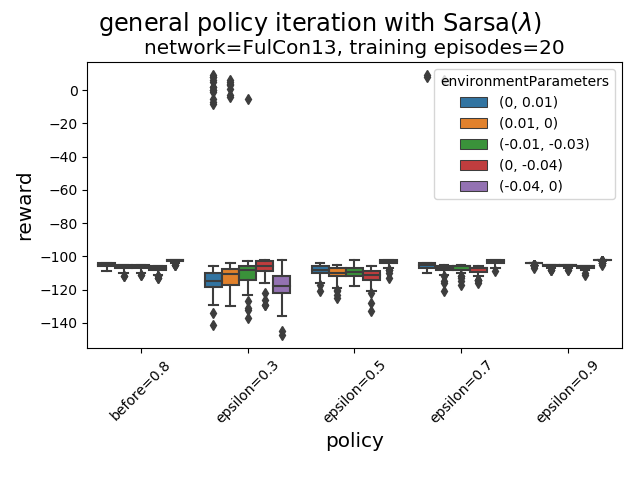 general policy iteration with Sarsa(λ)
network=FulCon13, training episodes=20
environmentParameters
(0, 0.01)
(0.01, 0)
(-0.01, -0.03)
(0, -0.04)
(-0.04, 0)
reward
0
−20
−40
−60
−80
−100
−120
−140
before=0.8
epsilon=0.3
epsilon=0.5
epsilon=0.7
epsilon=0.9
policy